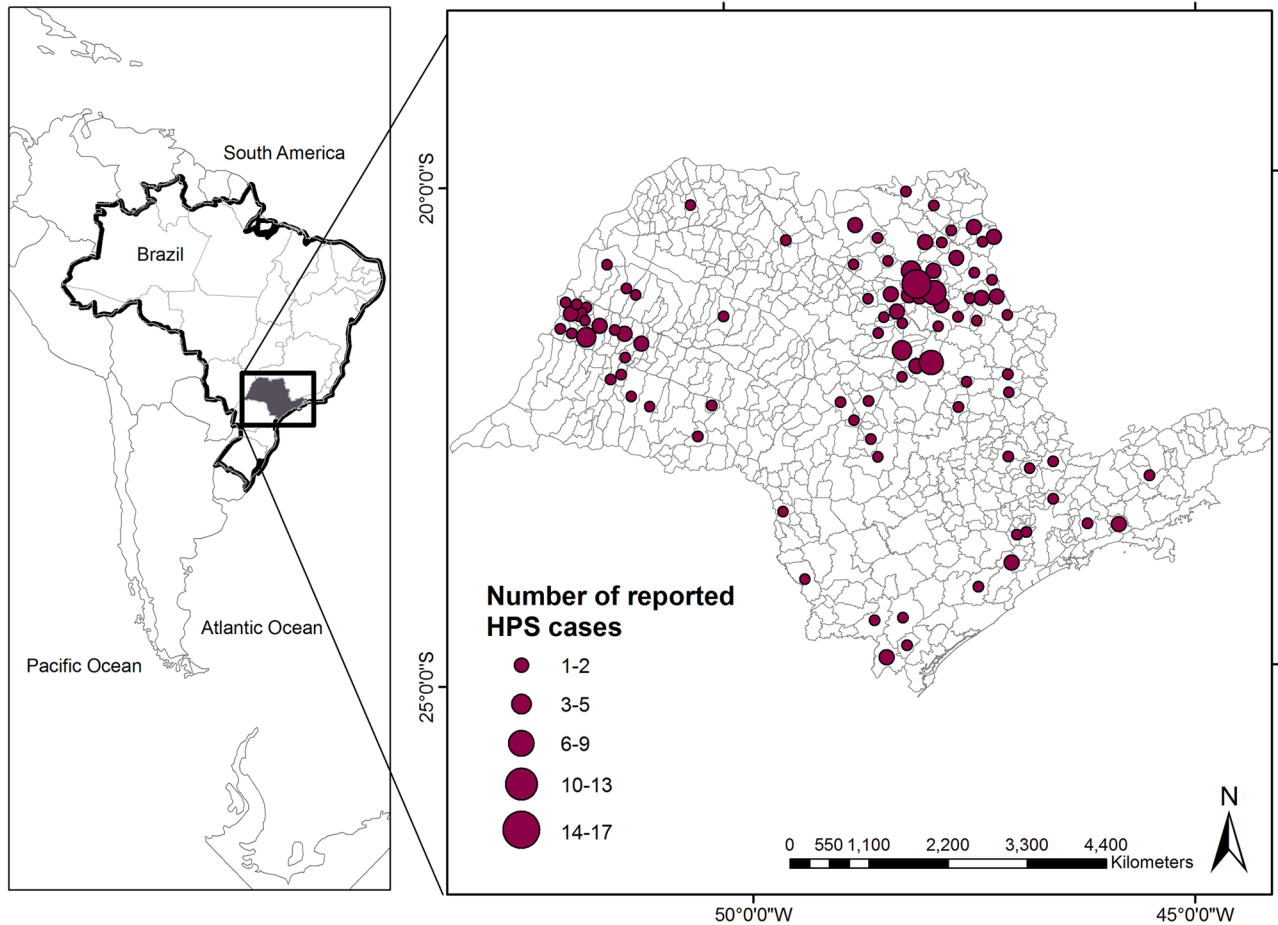 South America
Brazil
Atlantic Ocean
Pacific Ocean
20°0'0"S
25°0'0"S
Number of reported
HPS cases
1-2
3-5
6-9
10-13
14-17
N
0 550 1,100 2,200 3,300 4,400
Kilometers
50°0'0"W 45°0'0"W